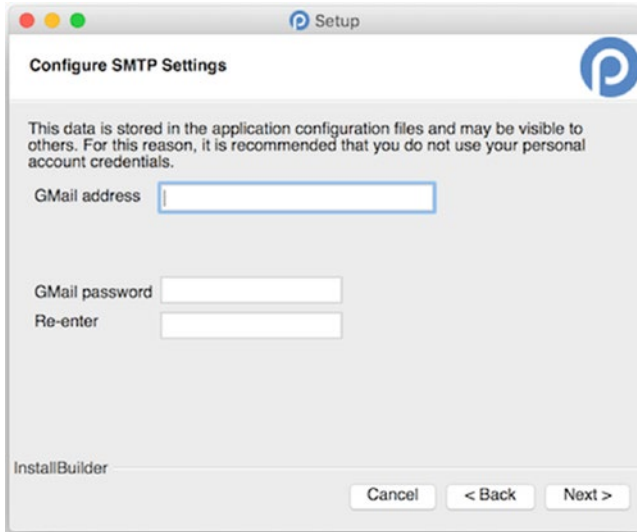 Setup
Configure SMTP Settings
This data is stored in the application configuration files and may be visible to
others. For this reason, it is recommended that you do not use your personal
account credentials.
GMail address
GMail password
Re-enter
InstallBuilder
Cancel < Back Next >